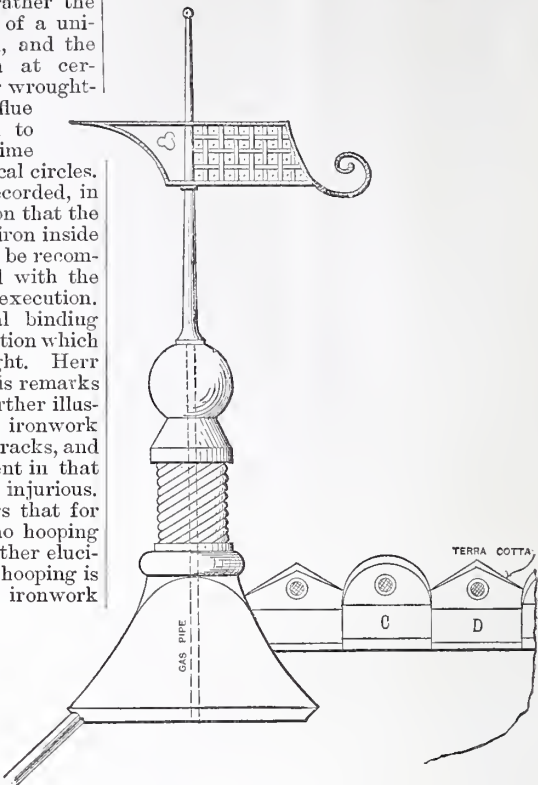 rather the
of a uni-
, and the
at cer-
wrought-
flue
to
ime
cal circles.
ecorded, in
on that the
iron inside
be recom-
l with the
execution.
al binding
tion which
ght. Herr
is remarks
rther illus-
ironwork
racks, and
ent in that
injurious.
s that for
no hooping
ther eluci-
hooping is
ironwork
TERRA COTTA
C
D
GAS PIPE